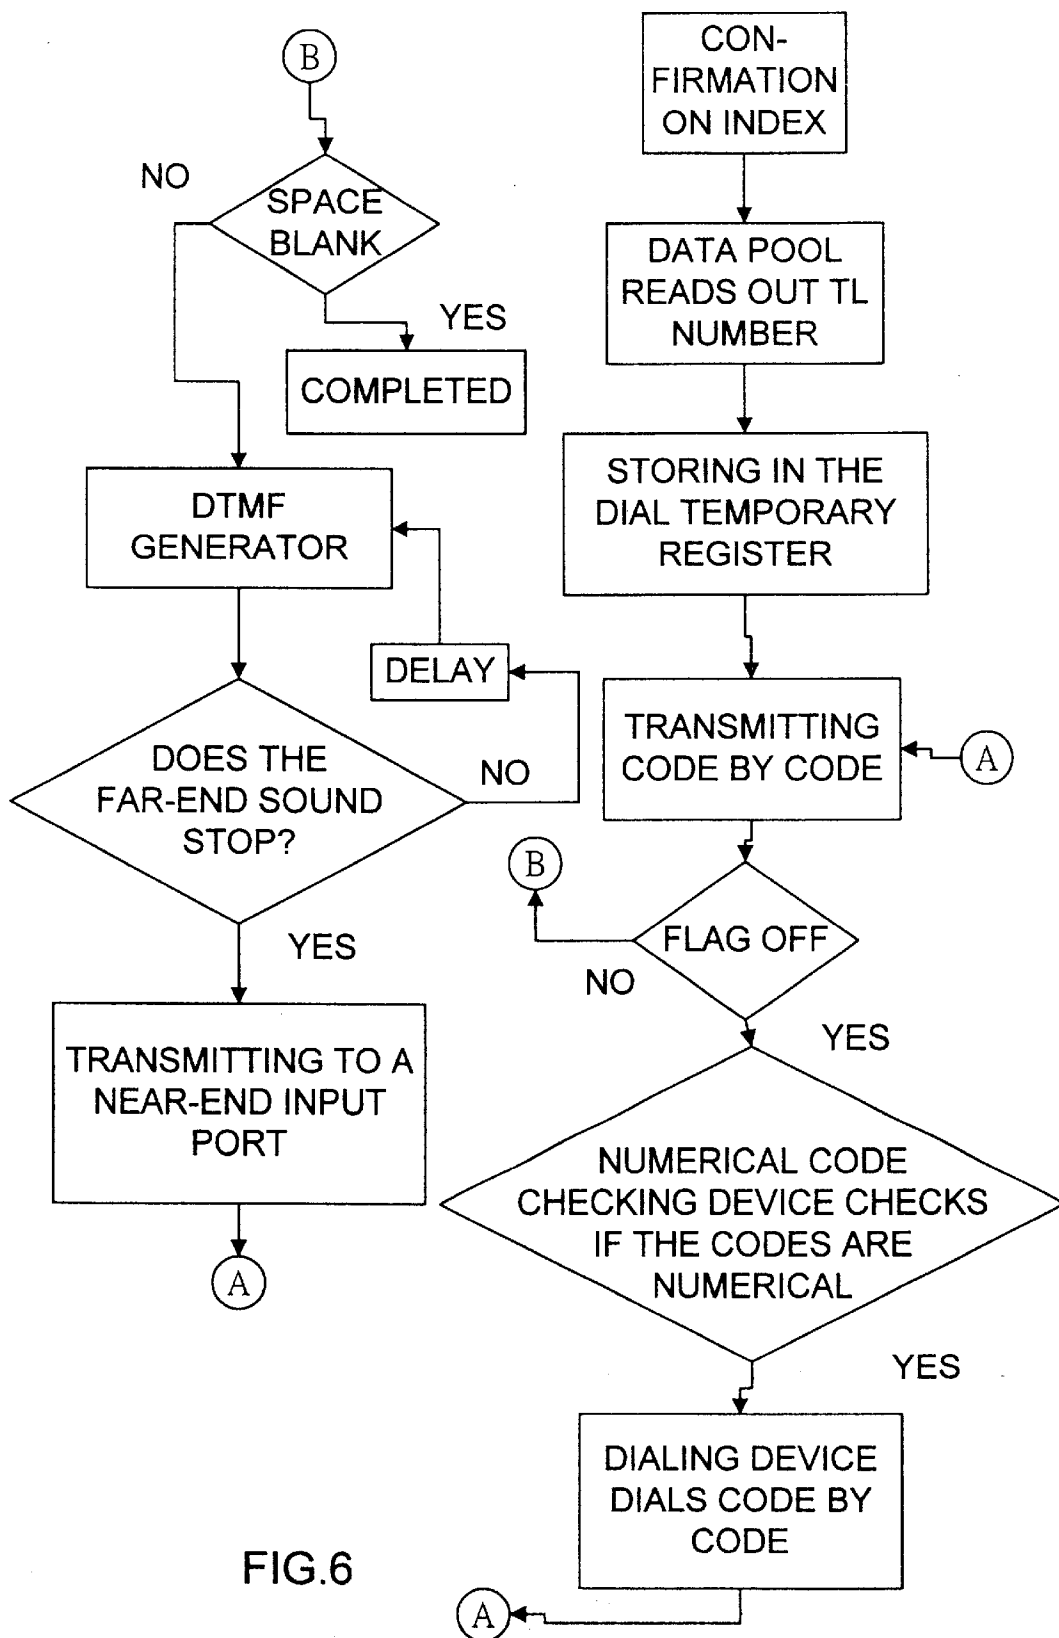 B
NO
SPACE
BLANK
YES
COMPLETED
DTMF
GENERATOR
DELAY
DOES THE
FAR-END SOUND
STOP?
NO
YES
TRANSMITTING TO A
NEAR-END INPUT
PORT
A
CON-
FIRMATION
ON INDEX
DATA POOL
READS OUT TL
NUMBER
STORING IN THE
DIAL TEMPORARY
REGISTER
TRANSMITTING
CODE BY CODE
A
B
FLAG OFF
NO
YES
NUMERICAL CODE
CHECKING DEVICE CHECKS
IF THE CODES ARE
NUMERICAL
YES
DIALING DEVICE
DIALS CODE BY
CODE
A
FIG.6